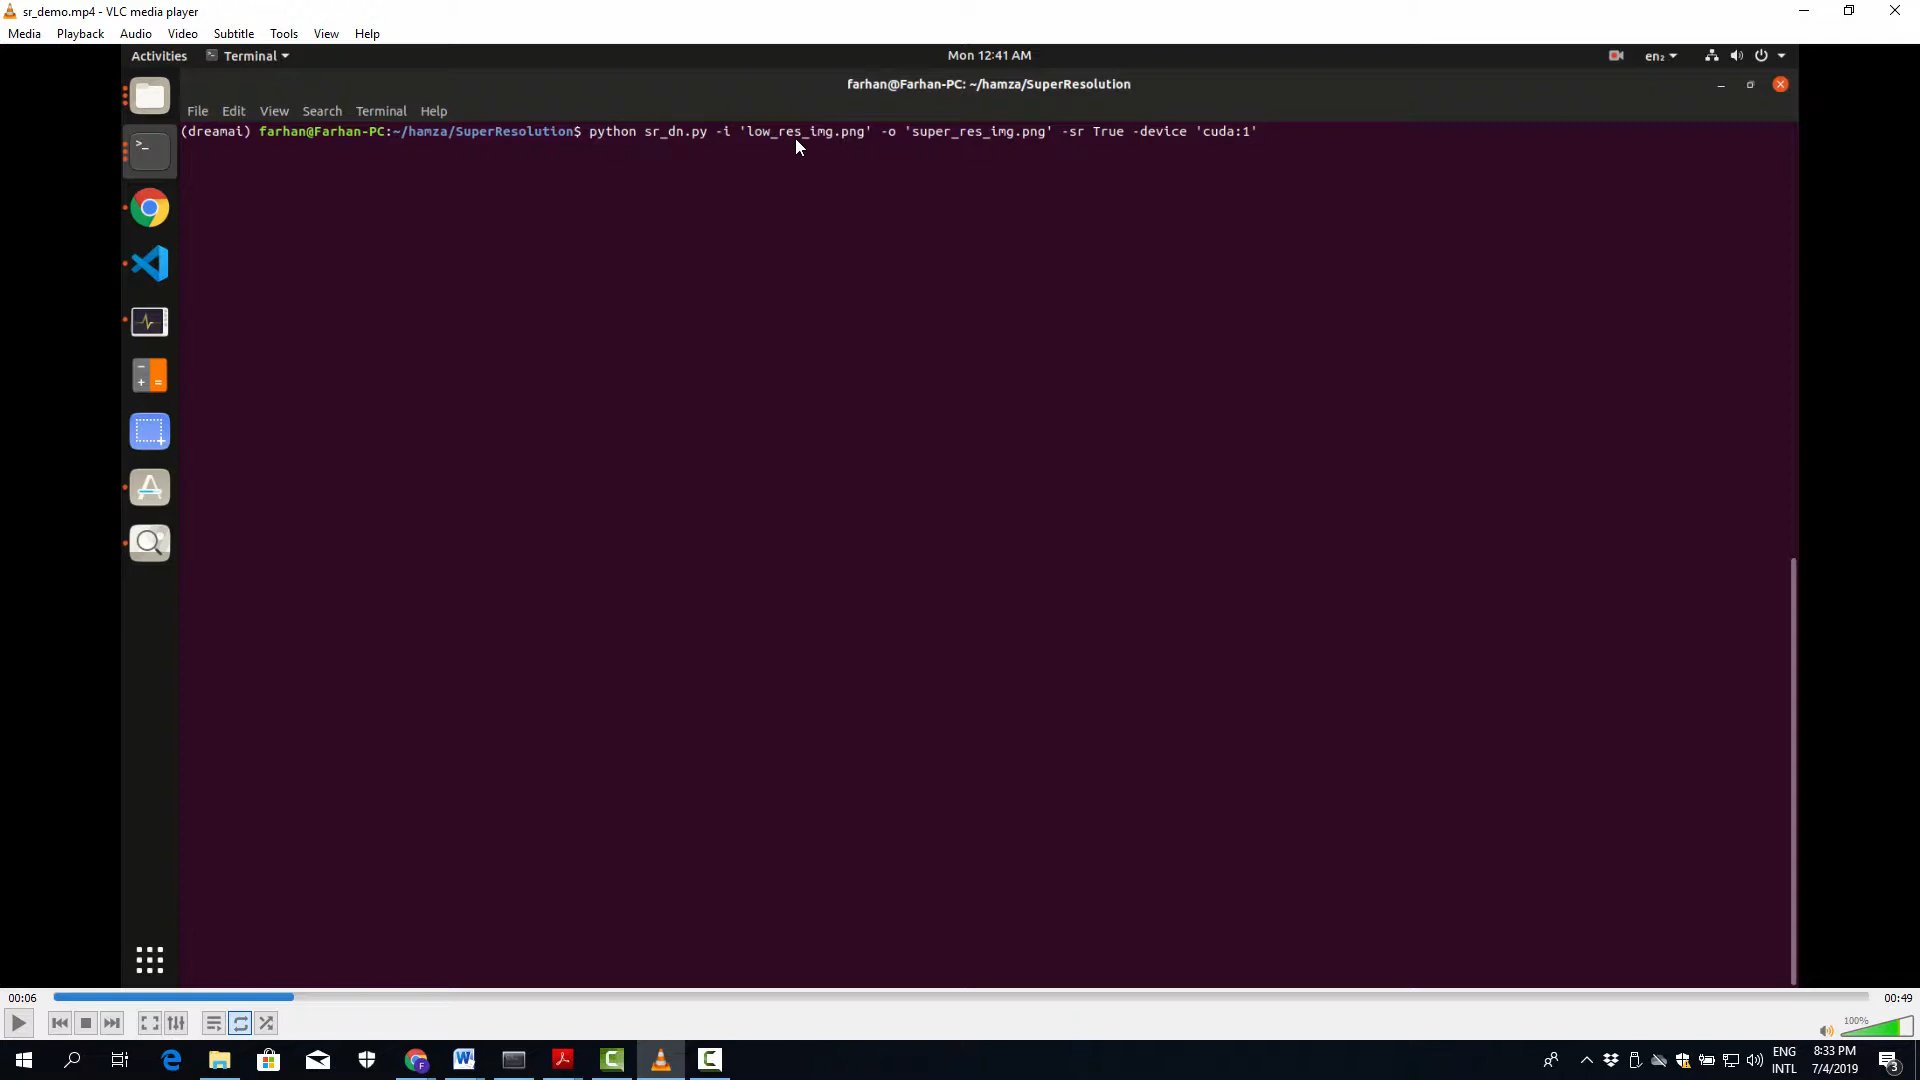 sr_demo.mp4 - VLC media player
Media Playback Audio Video Subtitle Tools View Help
Activities Terminal Mon 12:41 AM en₂
farhan@Farhan-PC: ~/hamza/SuperResolution
File Edit View Search Terminal Help
(dreamai) farhan@Farhan-PC:~/hamza/SuperResolution$ python sr_dn.py -i 'low_res_img.png' -o 'super_res_img.png' -sr True -device 'cuda:1'
00:06 00:49
100%
ENG 8:33 PM
INTL 7/4/2019 3